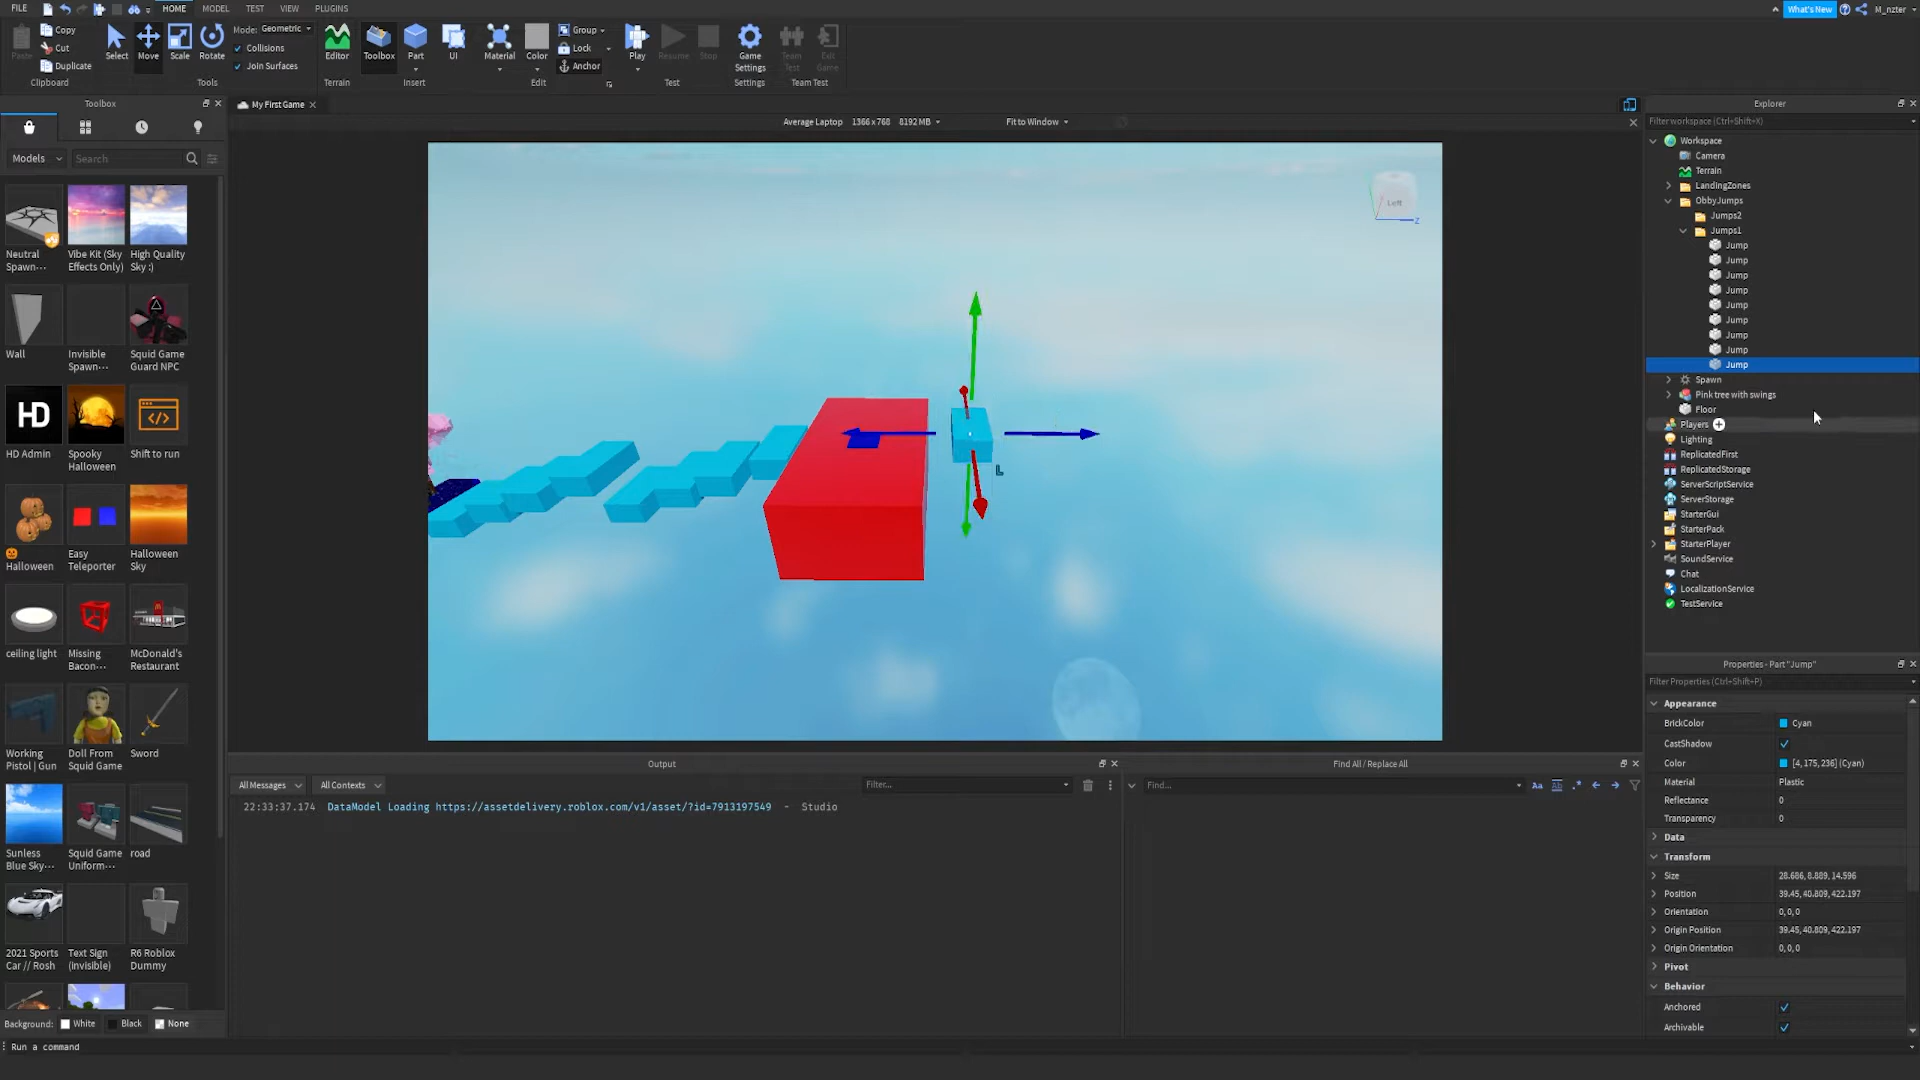 FILE
HOME
MODEL
TEST
VIEW
PLUGINS
What's New
M_nzter
Paste
Copy
Cut
Duplicate
Clipboard
Select
Move
Scale
Rotate
Mode: Geometric
Collisions
Join Surfaces
Tools
Editor
Terrain
Toolbox
Part
UI
Insert
Material
Color
Group
Lock
Anchor
Edit
Play
Resume
Stop
Test
Game
Settings
Settings
Team
Test
Exit
Game
Team Test
Toolbox
Models
Search
Neutral
Spawn...
Vibe Kit (Sky
Effects Only)
High Quality
Sky :)
Wall
Invisible
Spawn...
Squid Game
Guard NPC
HD
HD Admin
Spooky
Halloween
Shift to run
Halloween
Easy
Teleporter
Halloween
Sky
ceiling light
Missing
Bacon...
McDonald's
Restaurant
Working
Pistol | Gun
Doll From
Squid Game
Sword
Sunless
Blue Sky...
Squid Game
Uniform...
road
2021 Sports
Car // Rosh
Text Sign
(invisible)
R6 Roblox
Dummy
Background:
White
Black
None
Run a command
My First Game
Average Laptop 1366x768 8192MB
Fit to Window
Left
Z
L
Output
All Messages
All Contexts
Filter...
22:33:37.174 DataModel Loading https://assetdelivery.roblox.com/v1/asset/?id=7913197549 - Studio
Find All / Replace All
Find...
Aa
Ab
Explorer
Filter workspace (Ctrl+Shift+X)
Workspace
Camera
Terrain
LandingZones
ObbyJumps
Jumps2
Jumps1
Jump
Jump
Jump
Jump
Jump
Jump
Jump
Jump
Jump
Spawn
Pink tree with swings
Floor
Players
Lighting
ReplicatedFirst
ReplicatedStorage
ServerScriptService
ServerStorage
StarterGui
StarterPack
StarterPlayer
SoundService
Chat
LocalizationService
TestService
Properties - Part "Jump"
Filter Properties (Ctrl+Shift+P)
Appearance
BrickColor Cyan
CastShadow
Color [4, 175, 236] (Cyan)
Material Plastic
Reflectance 0
Transparency 0
Data
Transform
Size 28.686, 8.889, 14.596
Position 39.45, 40.809, 422.197
Orientation 0, 0, 0
Origin Position 39.45, 40.809, 422.197
Origin Orientation 0, 0, 0
Pivot
Behavior
Anchored
Archivable